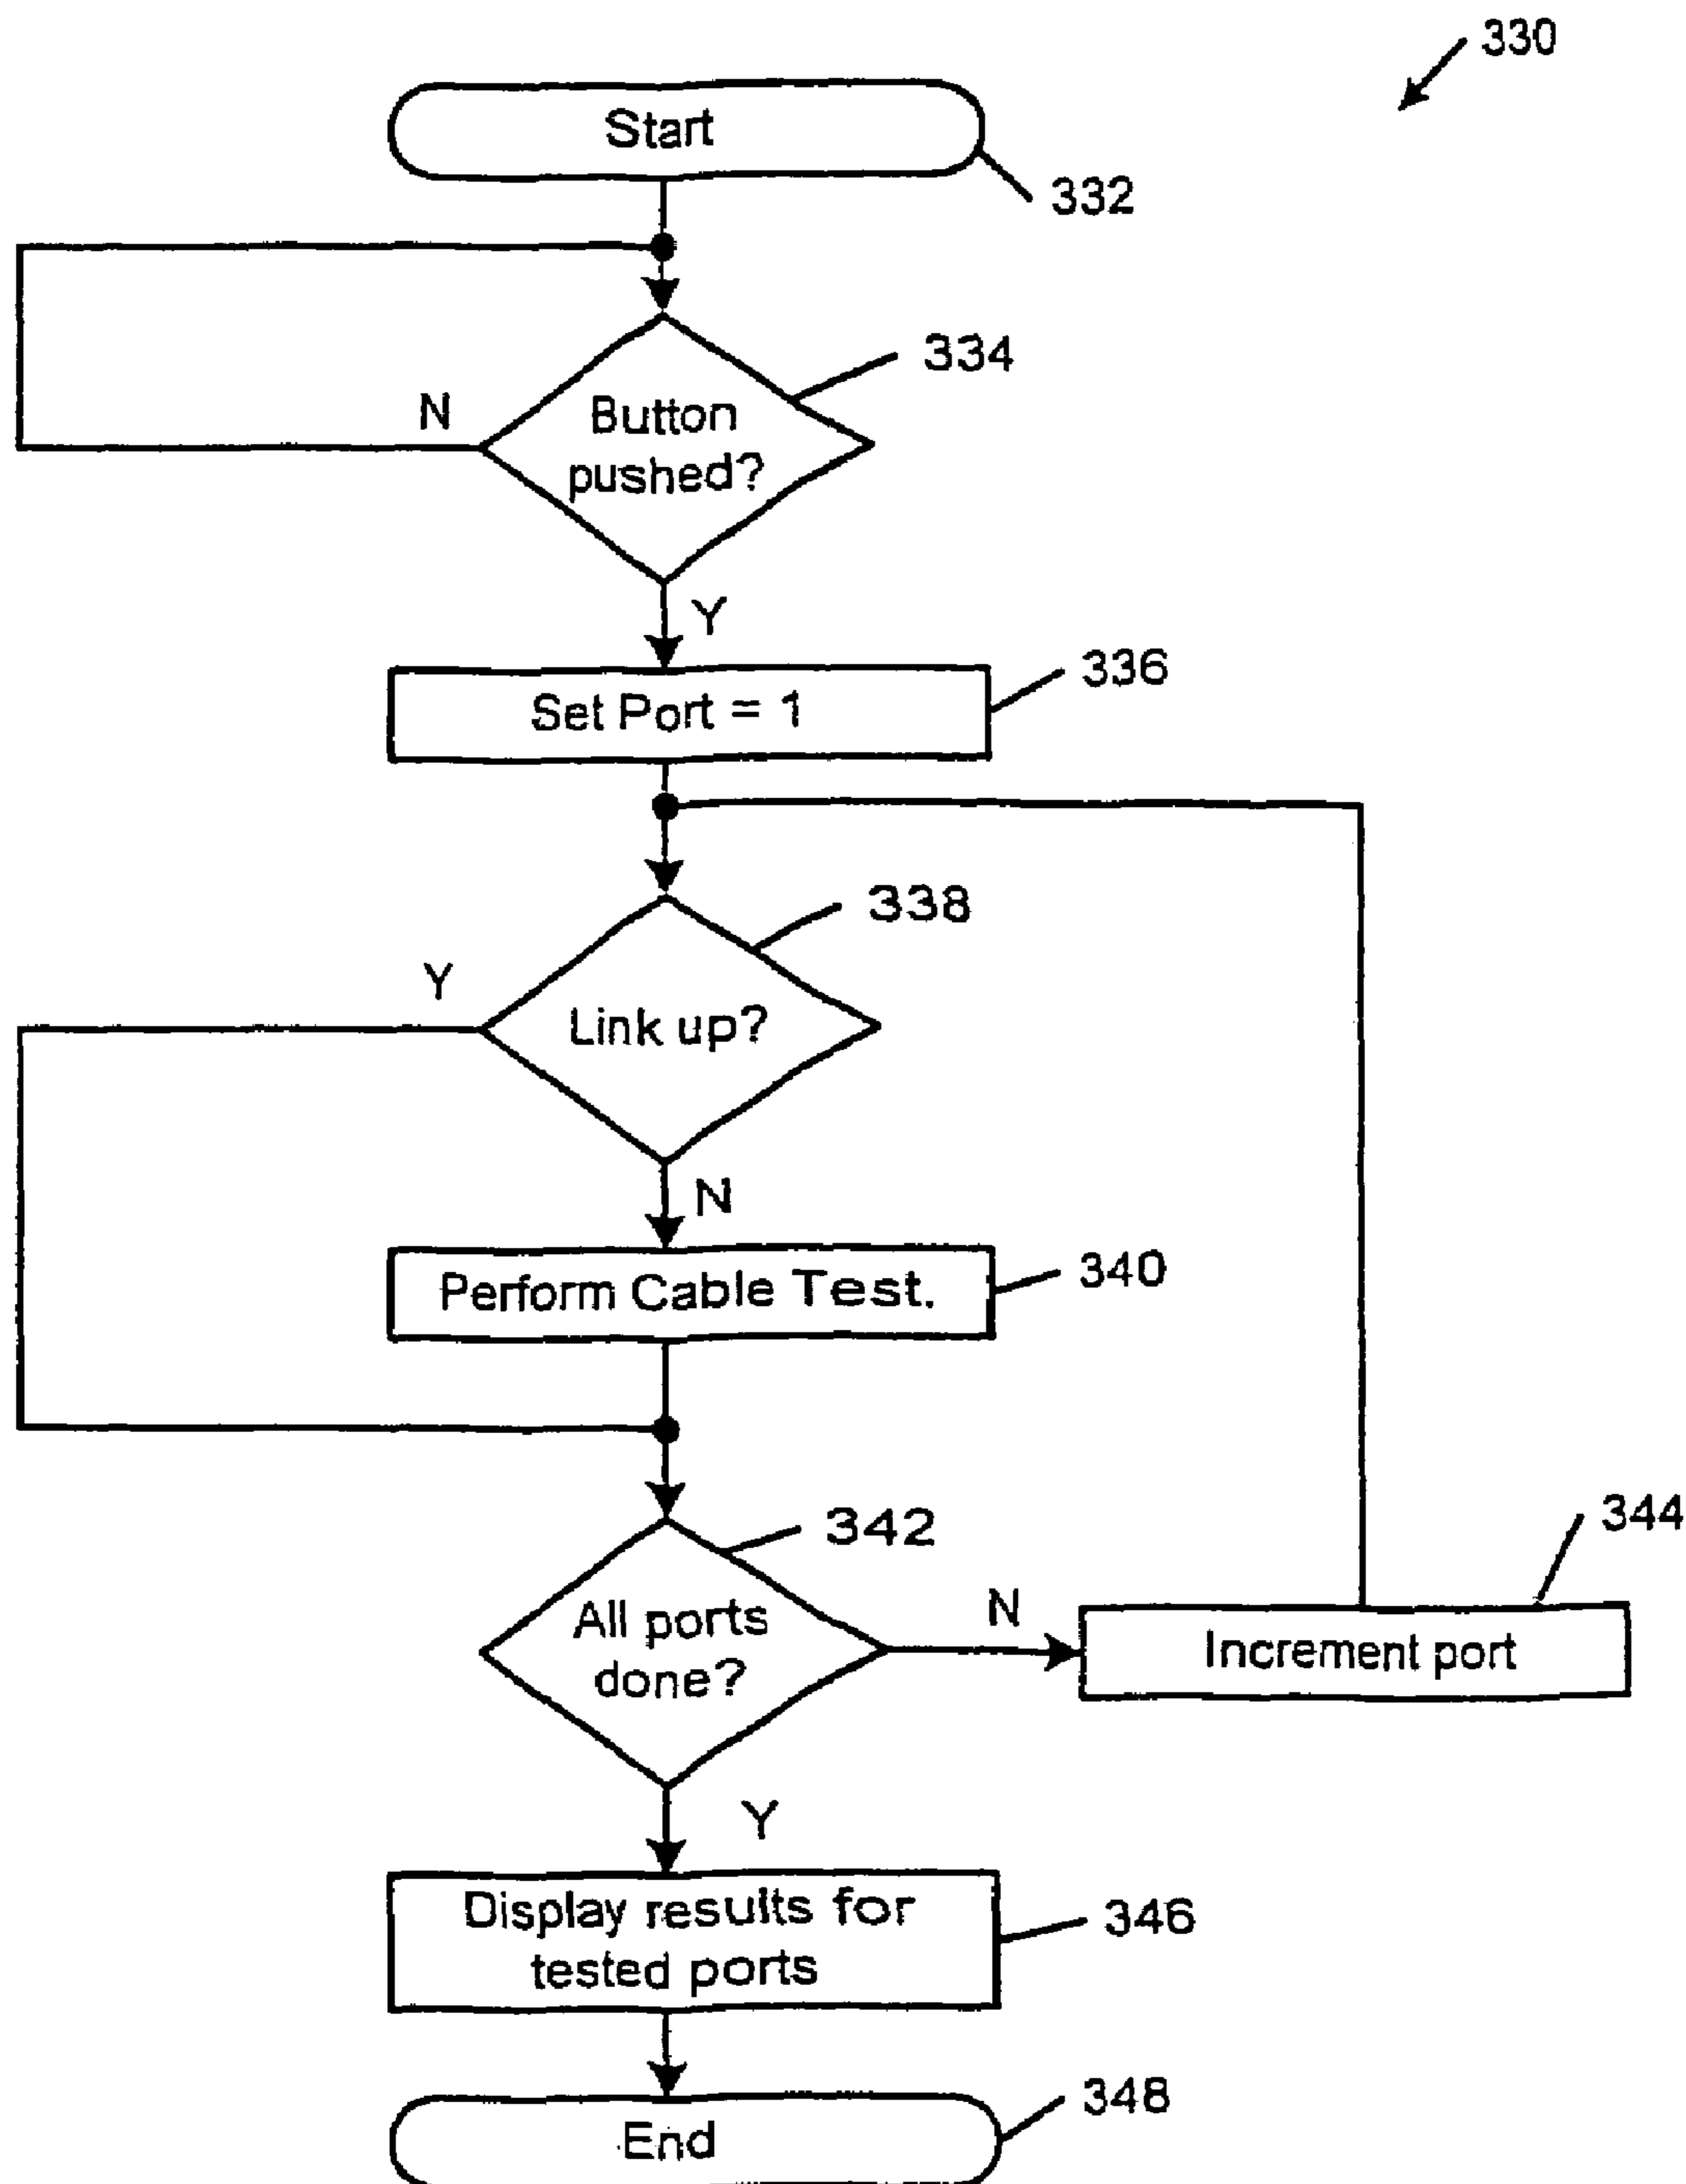 330
Start
332
334
N
Button
pushed?
Y
336
Set Port = 1
338
Y
Link up?
N
340
Perform Cable Test.
342
344
All ports
done?
N
Increment port
Y
Display results for
tested ports
346
348
End